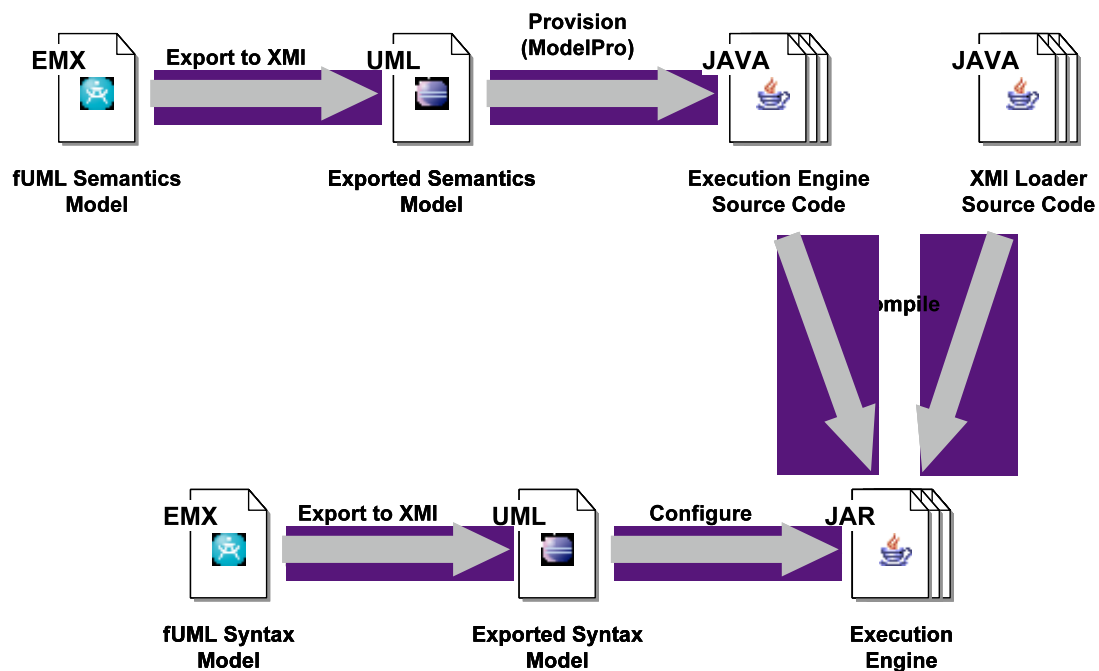 Provision
(ModelPro)
EMX
Export to XMI
UML
JAVA
JAVA
fUML Semantics
Model
Exported Semantics
Model
Execution Engine
Source Code
XMI Loader
Source Code
ompile
EMX
Export to XMI
UML
Configure
JAR
fUML Syntax
Model
Exported Syntax
Model
Execution
Engine